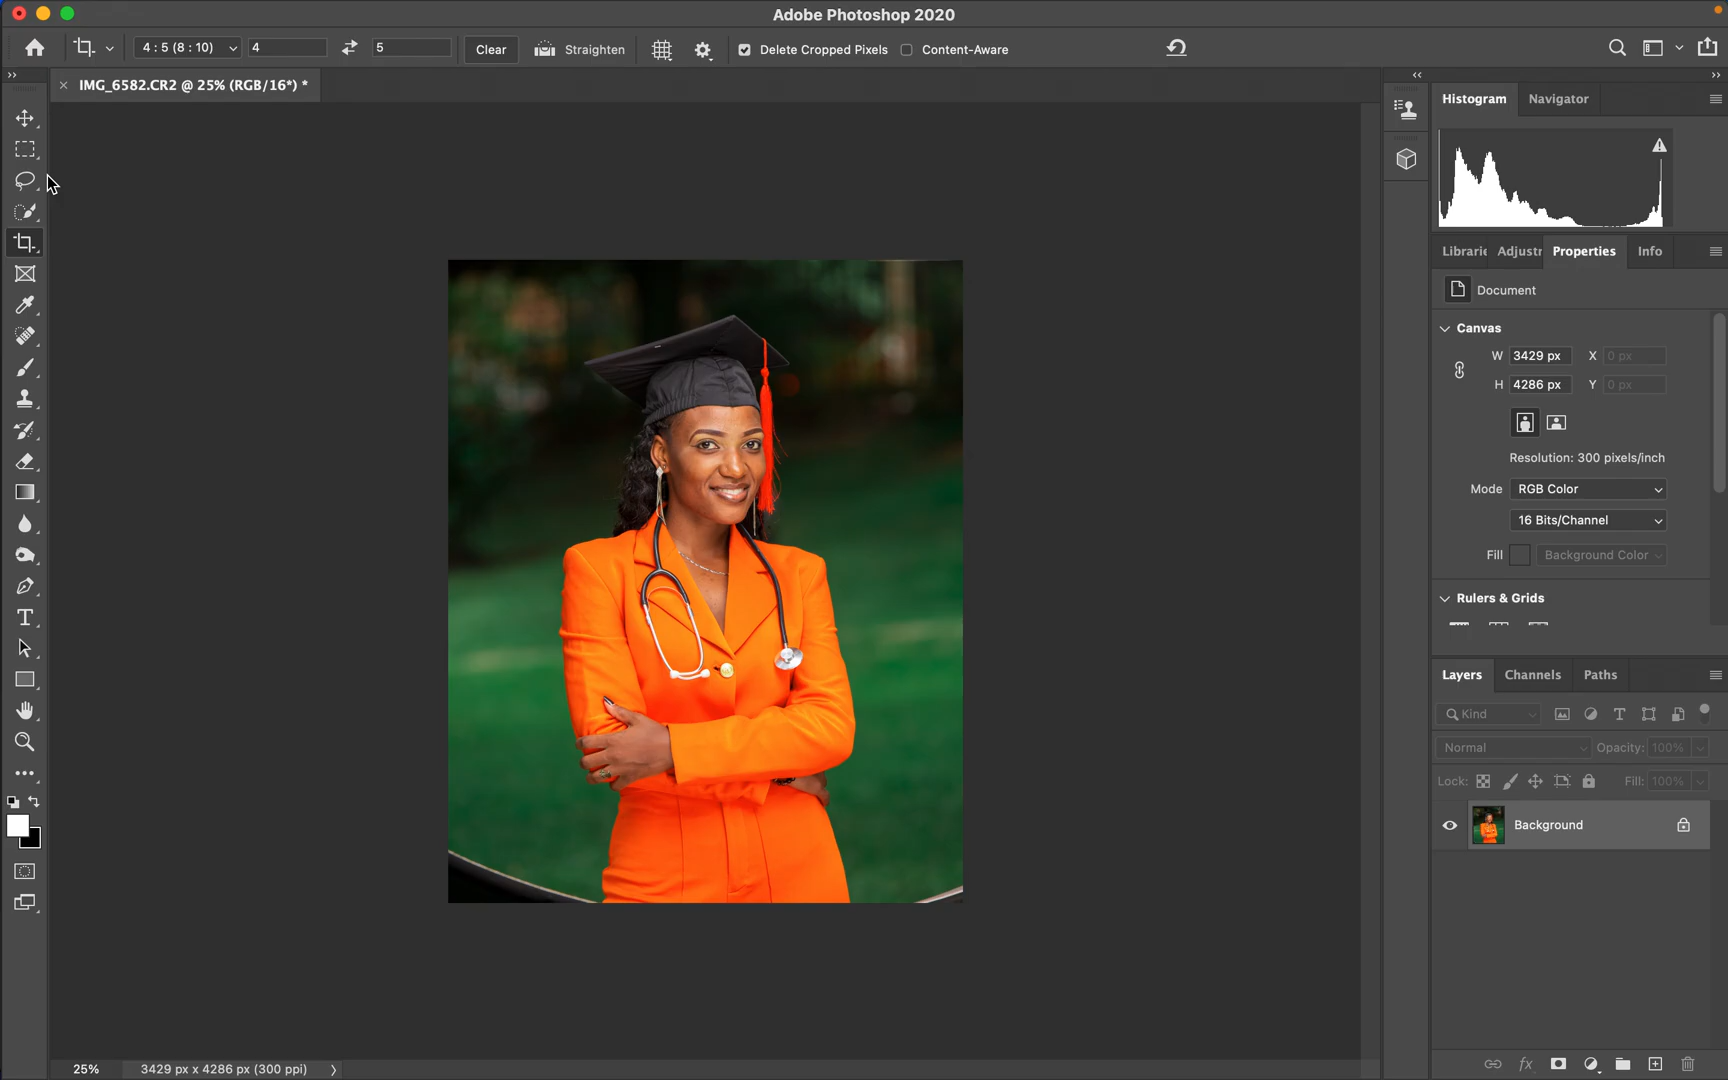 Adobe Photoshop 2020
4 : 5 (8 : 10) 4 5 Clear Straighten Delete Cropped Pixels Content-Aware
× IMG_6582.CR2 @ 25% (RGB/16*) *
Histogram Navigator
Librarie Adjustr Properties Info
Document
Canvas
W 3429 px X 0 px
H 4286 px Y 0 px
Resolution: 300 pixels/inch
Mode RGB Color
16 Bits/Channel
Fill Background Color
Rulers & Grids
Layers Channels Paths
Kind
Normal Opacity: 100%
Lock: Fill: 100%
Background
fx
25% 3429 px x 4286 px (300 ppi)